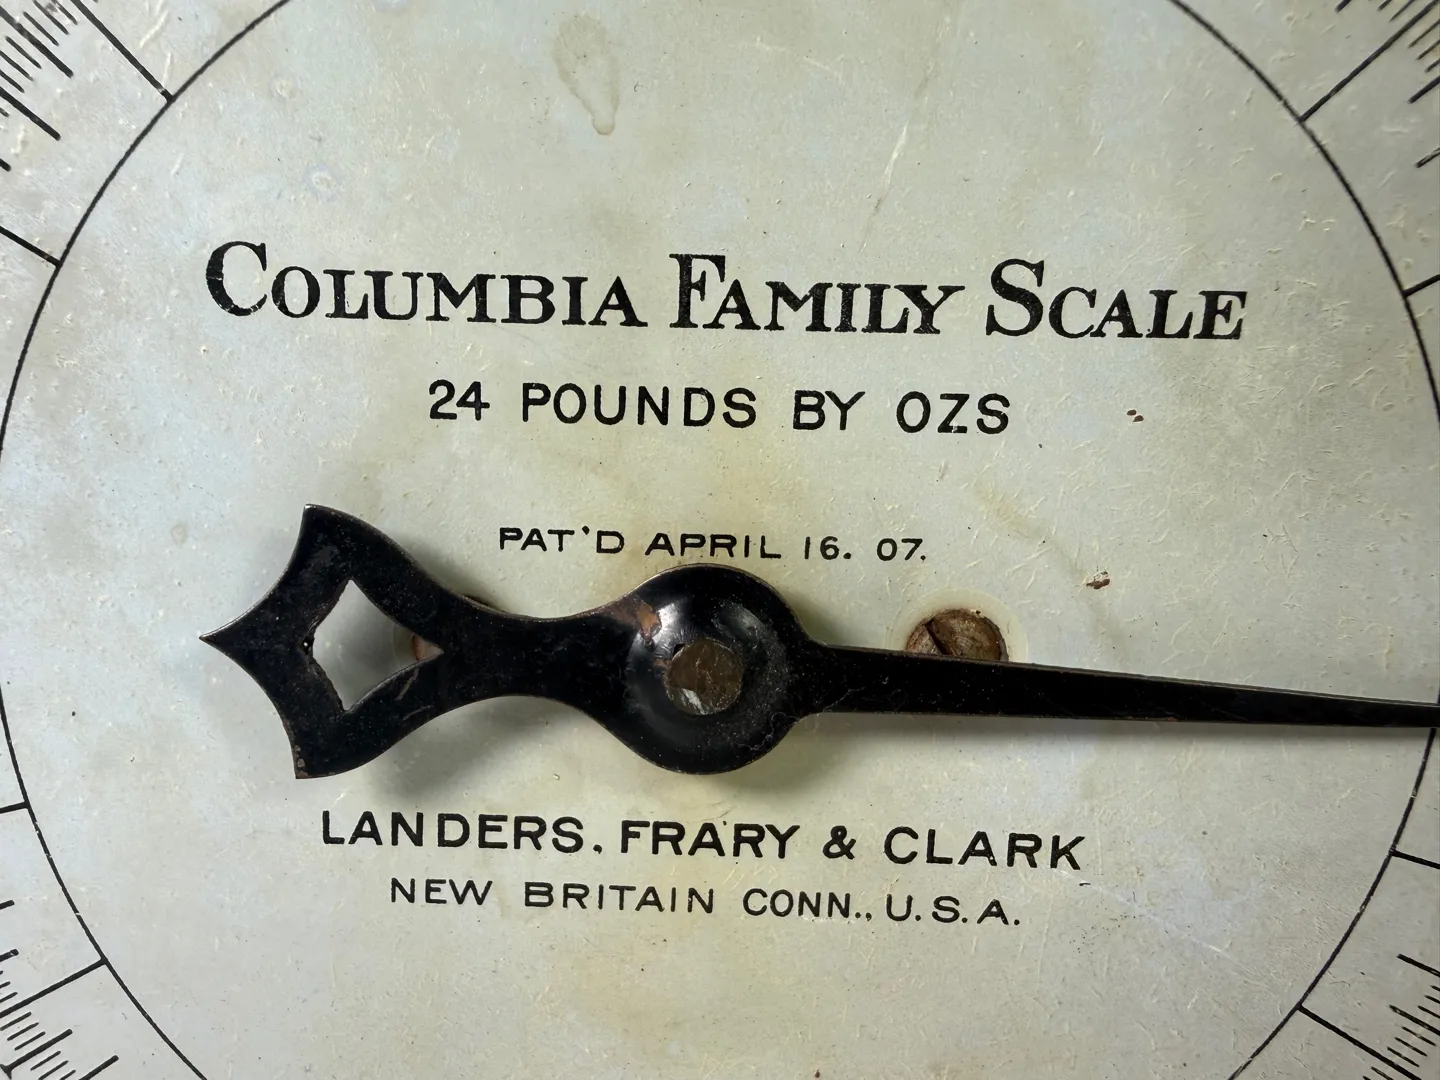 COLUMBIA FAMILY SCALE
24 POUNDS BY OZS
PAT'D APRIL 16. 07.
LANDERS, FRARY & CLARK
NEW BRITAIN CONN., U.S.A.